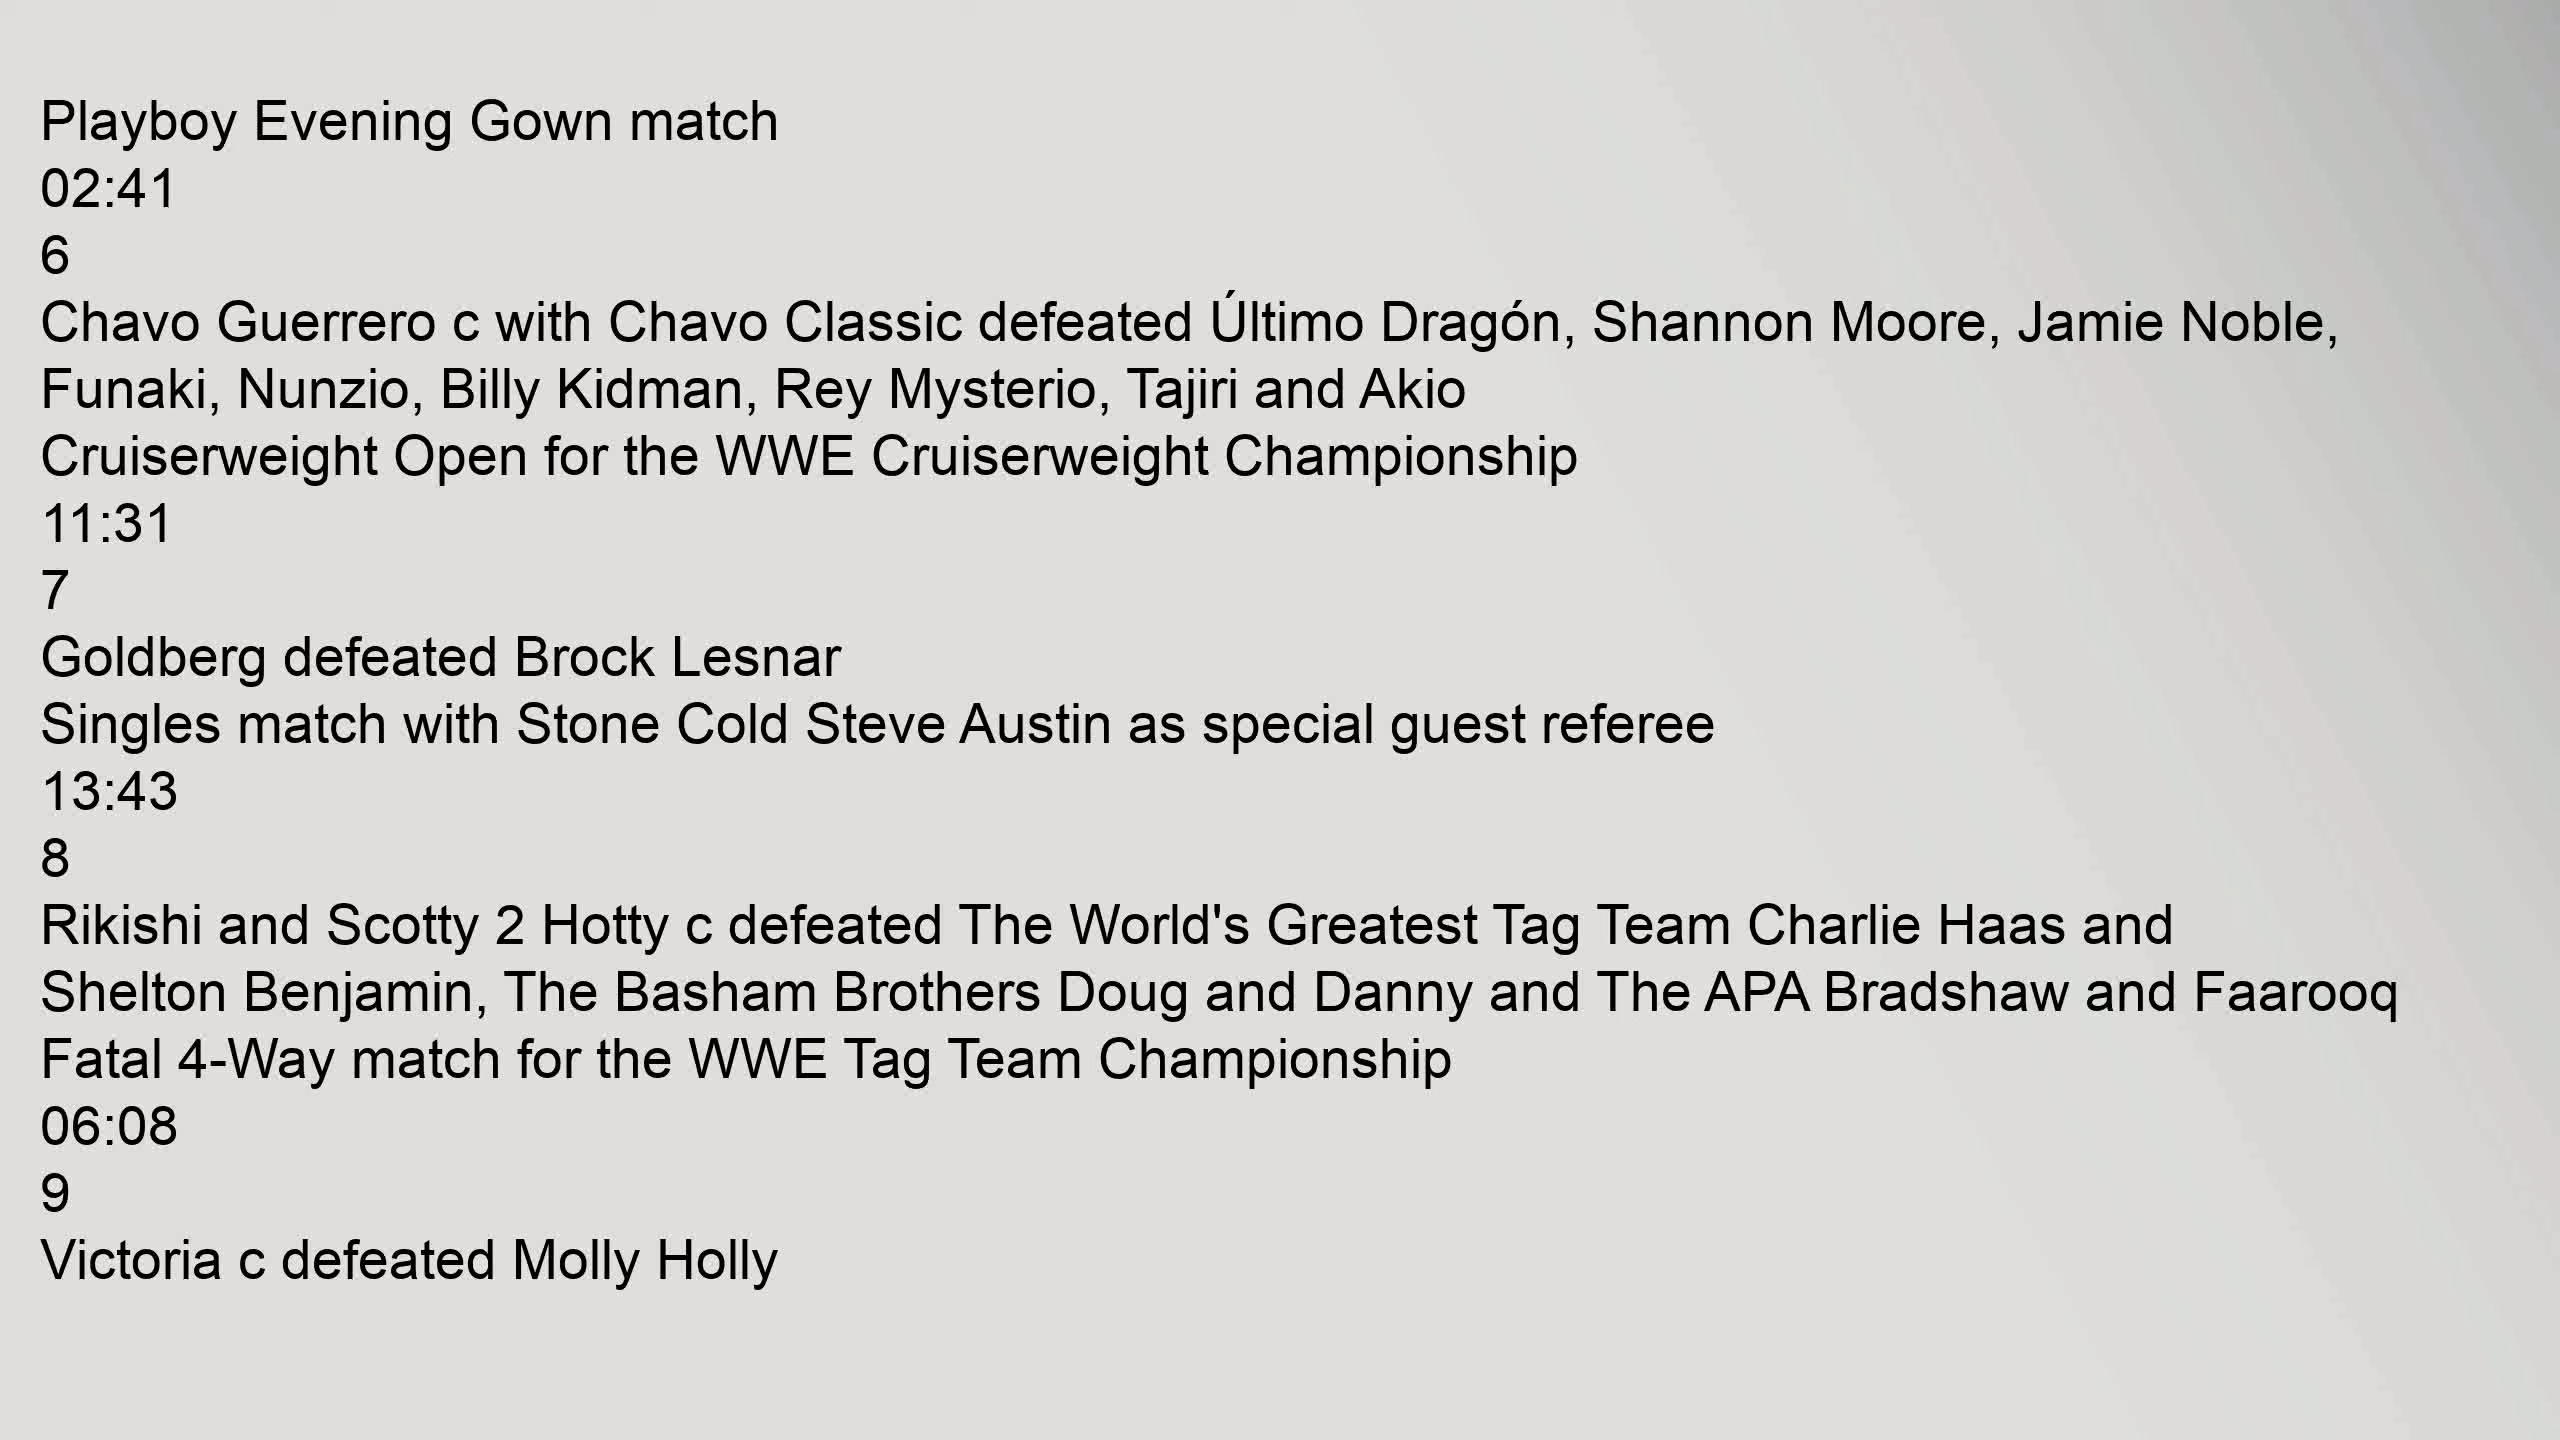 Playboy Evening Gown match
02:41
6
Chavo Guerrero c with Chavo Classic defeated Último Dragón, Shannon Moore, Jamie Noble,
Funaki, Nunzio, Billy Kidman, Rey Mysterio, Tajiri and Akio
Cruiserweight Open for the WWE Cruiserweight Championship
11:31
7
Goldberg defeated Brock Lesnar
Singles match with Stone Cold Steve Austin as special guest referee
13:43
8
Rikishi and Scotty 2 Hotty c defeated The World's Greatest Tag Team Charlie Haas and
Shelton Benjamin, The Basham Brothers Doug and Danny and The APA Bradshaw and Faarooq
Fatal 4-Way match for the WWE Tag Team Championship
06:08
9
Victoria c defeated Molly Holly